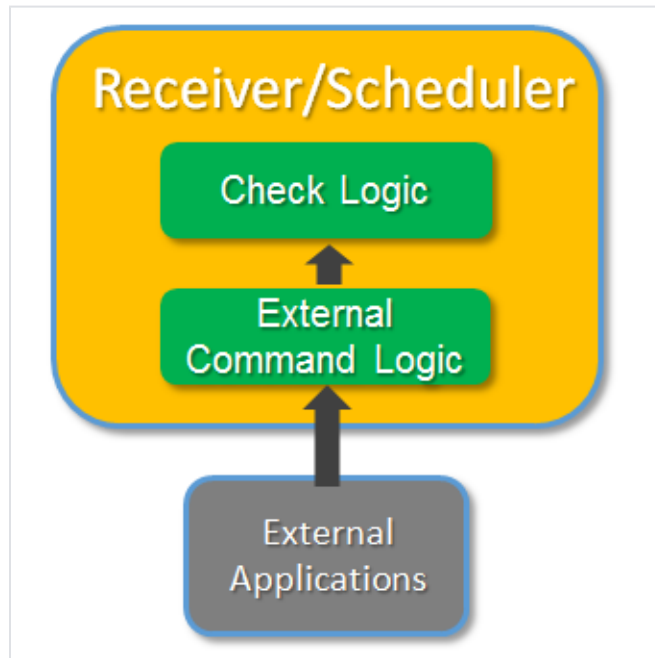 Receiver/Scheduler
Check Logic
External
Command Logic
External
Applications